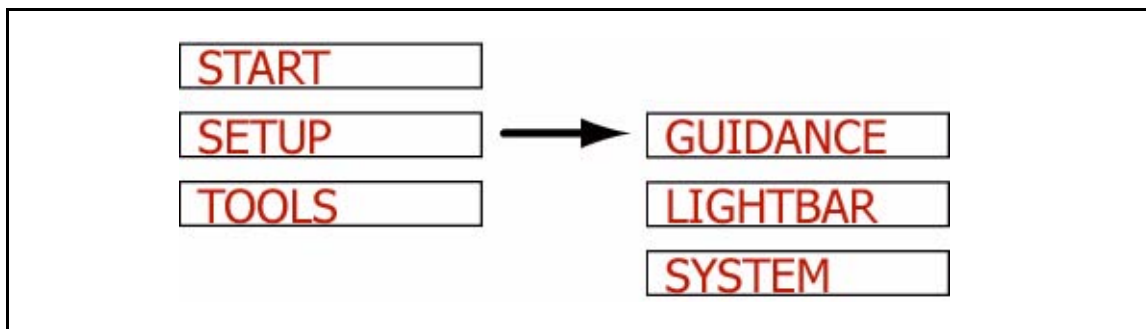 START
SETUP
TOOLS
GUIDANCE
LIGHTBAR
SYSTEM